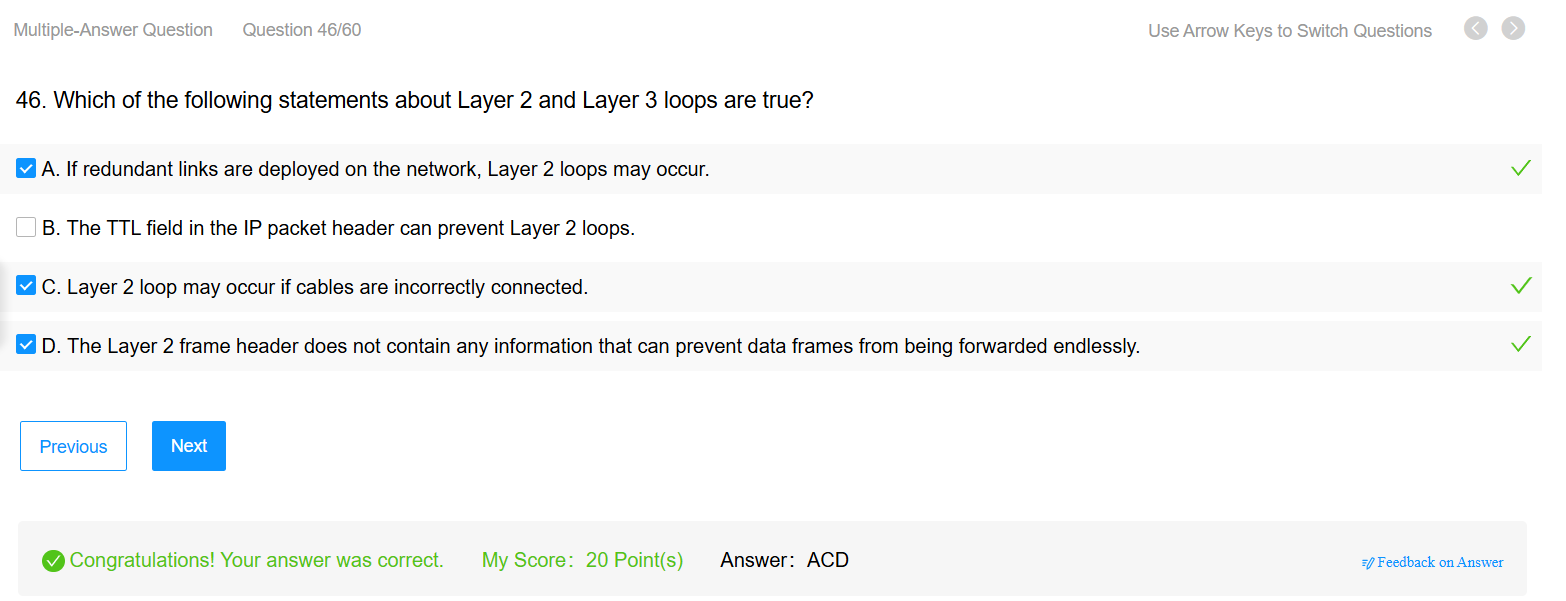 Multiple-Answer Question Question 46/60 Use Arrow Keys to Switch Questions
46. Which of the following statements about Layer 2 and Layer 3 loops are true?
A. If redundant links are deployed on the network, Layer 2 loops may occur.
B. The TTL field in the IP packet header can prevent Layer 2 loops.
C. Layer 2 loop may occur if cables are incorrectly connected.
D. The Layer 2 frame header does not contain any information that can prevent data frames from being forwarded endlessly.
Previous Next
Congratulations! Your answer was correct. My Score： 20 Point(s) Answer： ACD Feedback on Answer